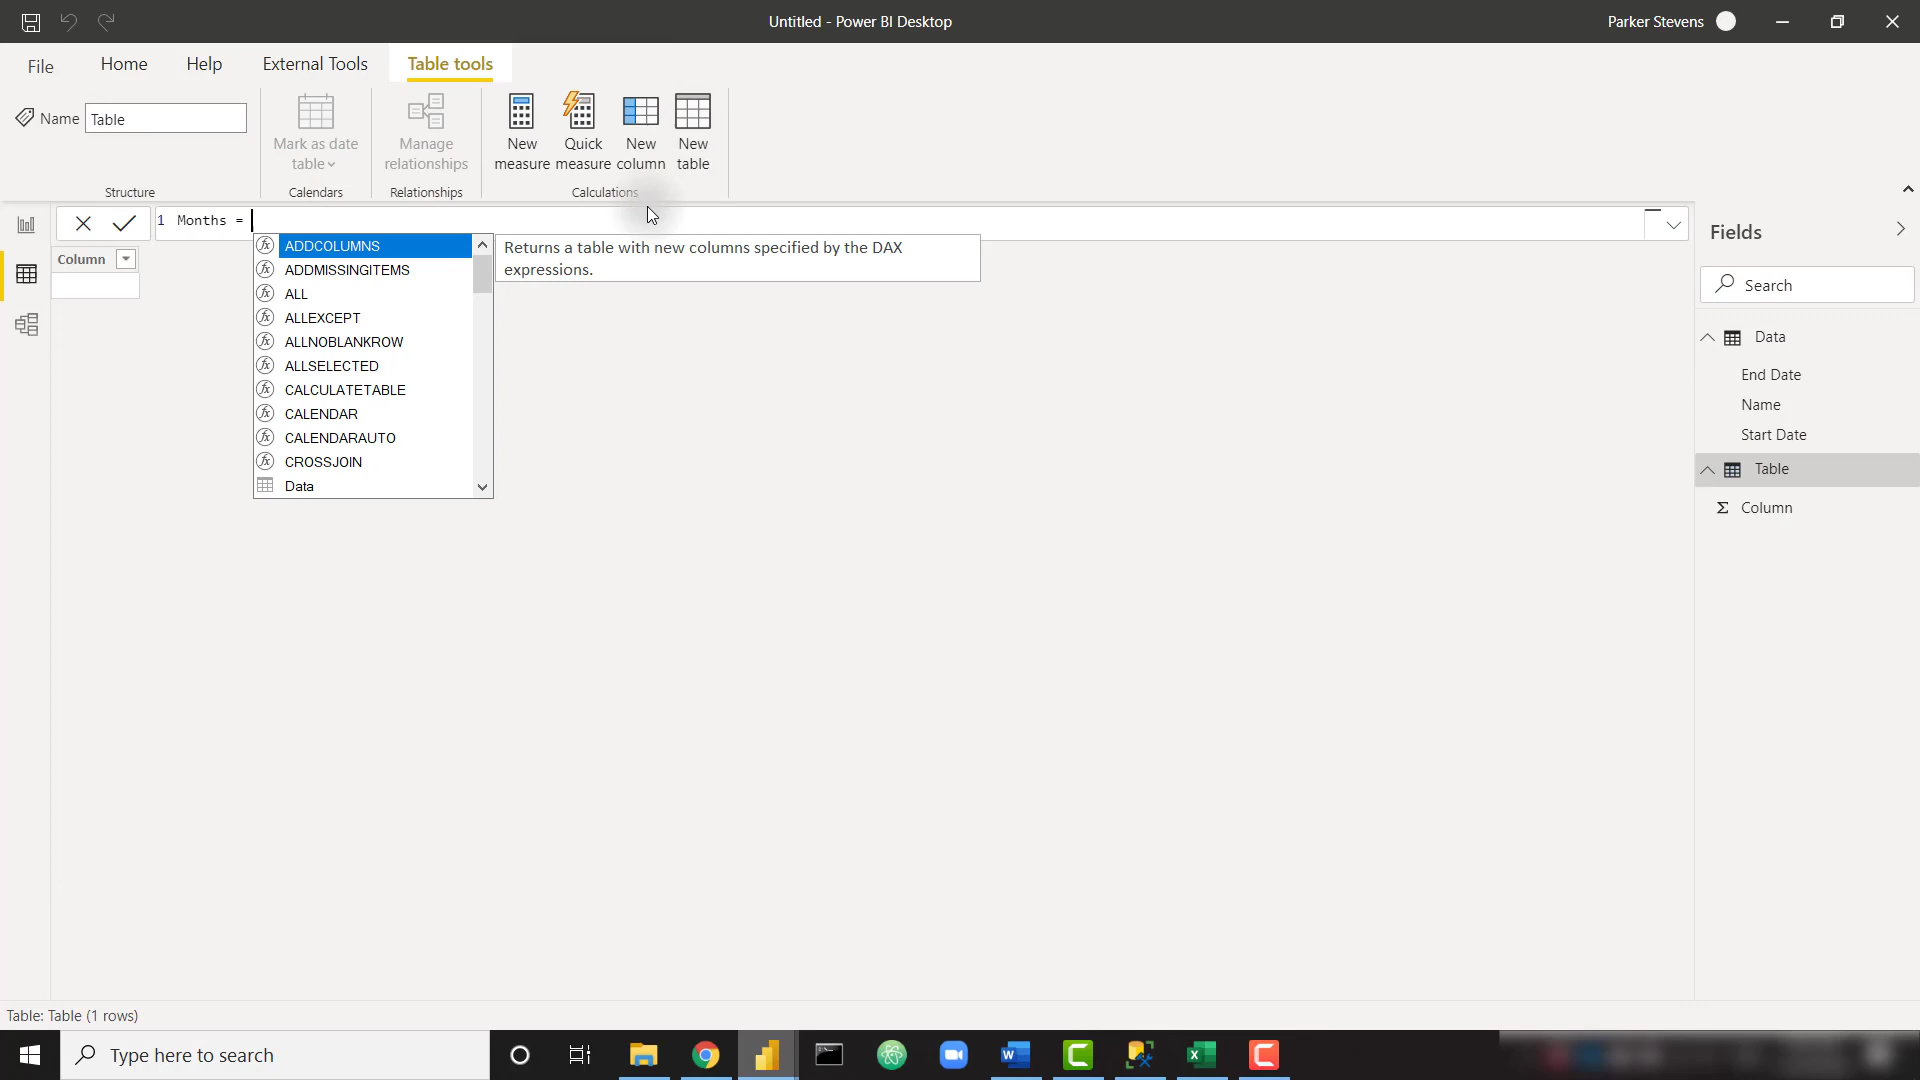 Untitled - Power BI Desktop
Parker Stevens
File
Home
Help
External Tools
Table tools
Name
Table
Mark as date
table
Manage
relationships
New
measure
Quick
measure
New
column
New
table
Structure
Calendars
Relationships
Calculations
1 Months =
Column
ADDCOLUMNS
ADDMISSINGITEMS
ALL
ALLEXCEPT
ALLNOBLANKROW
ALLSELECTED
CALCULATETABLE
CALENDAR
CALENDARAUTO
CROSSJOIN
Data
Returns a table with new columns specified by the DAX
expressions.
Fields
Search
Data
End Date
Name
Start Date
Table
Σ Column
Table: Table (1 rows)
Type here to search